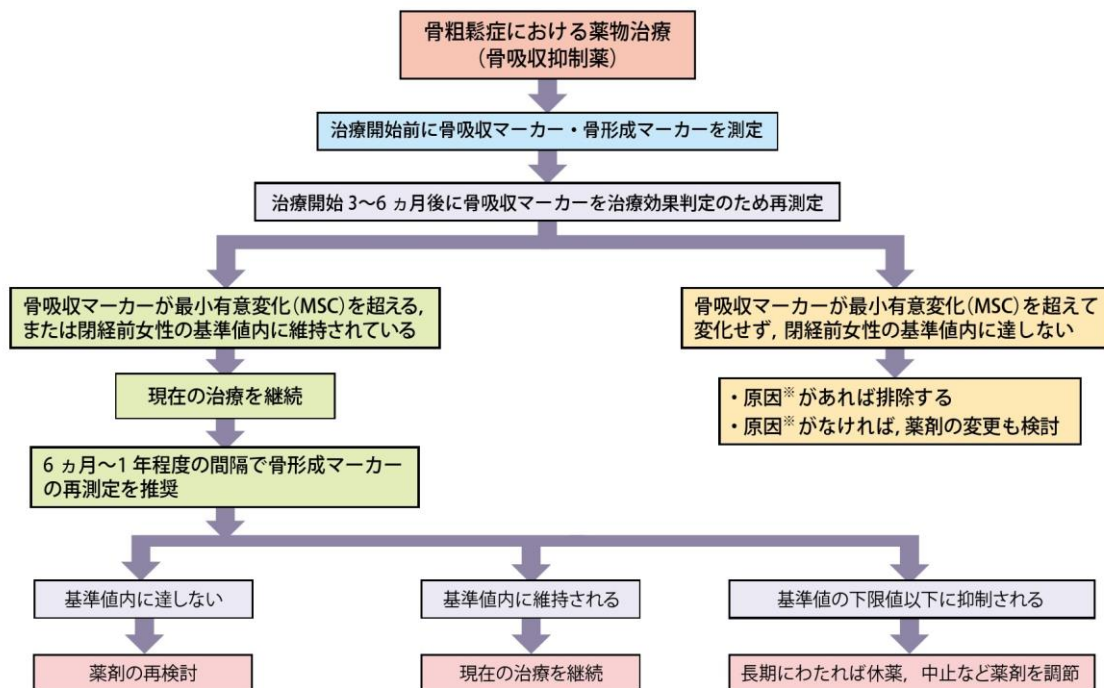 骨粗鬆症における薬物治療
（骨吸収抑制薬）
治療開始前に骨吸収マーカー・骨形成マーカーを測定
治療開始 3〜6 ヵ月後に骨吸収マーカーを治療効果判定のため再測定
骨吸収マーカーが最小有意変化（MSC）を超える，
または閉経前女性の基準値内に維持されている
骨吸収マーカーが最小有意変化（MSC）を超えて
変化せず，閉経前女性の基準値内に達しない
現在の治療を継続
・原因※があれば排除する
・原因※がなければ，薬剤の変更も検討
6 ヵ月〜1 年程度の間隔で骨形成マーカー
の再測定を推奨
基準値内に達しない
基準値内に維持される
基準値の下限値以下に抑制される
薬剤の再検討
現在の治療を継続
長期にわたれば休薬，中止など薬剤を調節